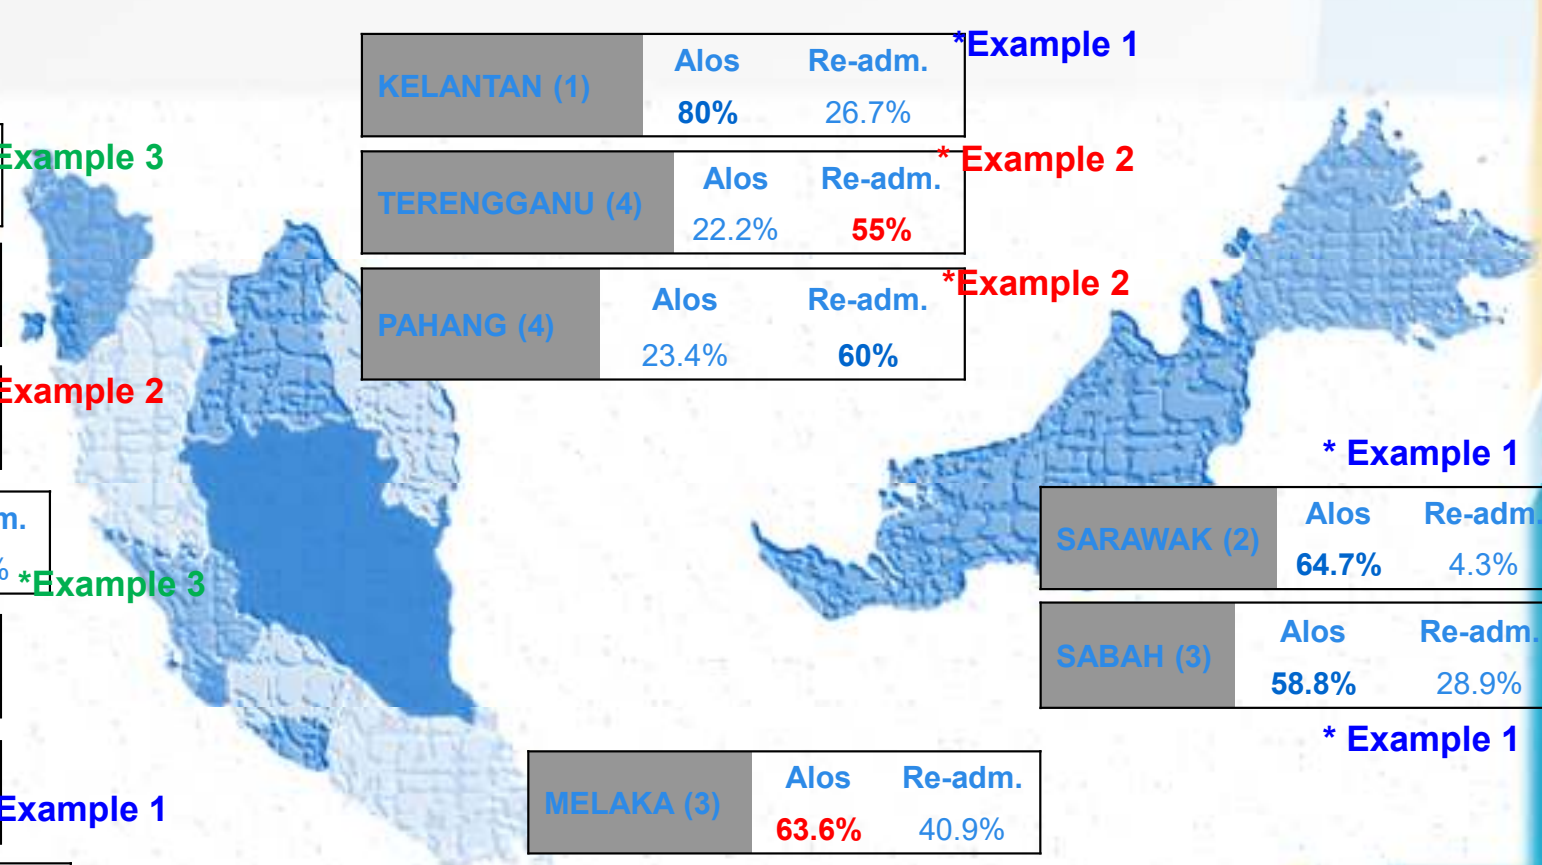 *Example 1
KELANTAN (1)
Alos Re-adm.
80% 26.7%
Example 3
* Example 2
TERENGGANU (4)
Alos Re-adm.
22.2% 55%
*Example 2
PAHANG (4)
Alos Re-adm.
23.4% 60%
Example 2
* Example 1
m.
%
*Example 3
SARAWAK (2)
Alos Re-adm.
64.7% 4.3%
SABAH (3)
Alos Re-adm.
58.8% 28.9%
* Example 1
Example 1
MELAKA (3)
Alos Re-adm.
63.6% 40.9%